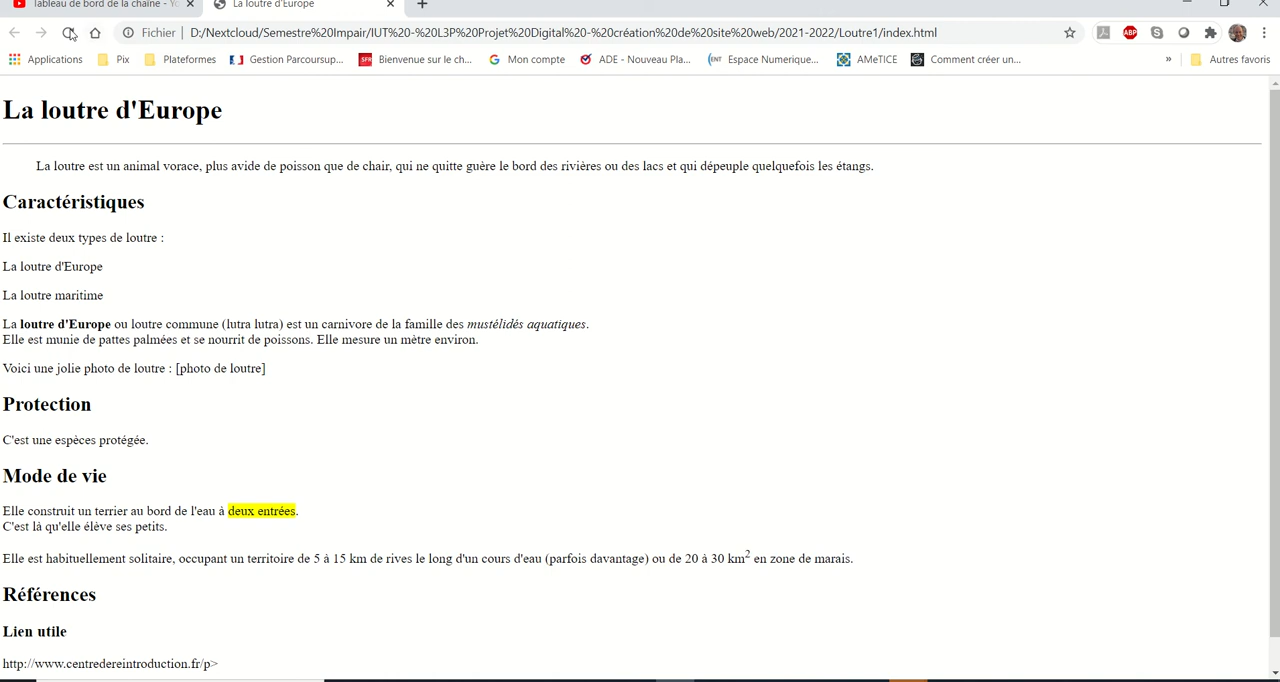 Tableau de bord de la chaîne - Yo
La loutre d'Europe
Fichier | D:/Nextcloud/Semestre%20Impair/IUT%20-%20L3P%20Projet%20Digital%20-%20création%20de%20site%20web/2021-2022/Loutre1/index.html
ABP
Applications Pix Plateformes Gestion Parcoursup... SFR Bienvenue sur le ch... Mon compte ADE - Nouveau Pla... ENT Espace Numerique... AMeTICE Comment créer un... » Autres favoris
La loutre d'Europe
La loutre est un animal vorace, plus avide de poisson que de chair, qui ne quitte guère le bord des rivières ou des lacs et qui dépeuple quelquefois les étangs.
Caractéristiques
Il existe deux types de loutre :
La loutre d'Europe
La loutre maritime
La loutre d'Europe ou loutre commune (lutra lutra) est un carnivore de la famille des mustélidés aquatiques.
Elle est munie de pattes palmées et se nourrit de poissons. Elle mesure un mètre environ.
Voici une jolie photo de loutre : [photo de loutre]
Protection
C'est une espèces protégée.
Mode de vie
Elle construit un terrier au bord de l'eau à deux entrées.
C'est là qu'elle élève ses petits.
Elle est habituellement solitaire, occupant un territoire de 5 à 15 km de rives le long d'un cours d'eau (parfois davantage) ou de 20 à 30 km² en zone de marais.
Références
Lien utile
http://www.centredereintroduction.fr/p>